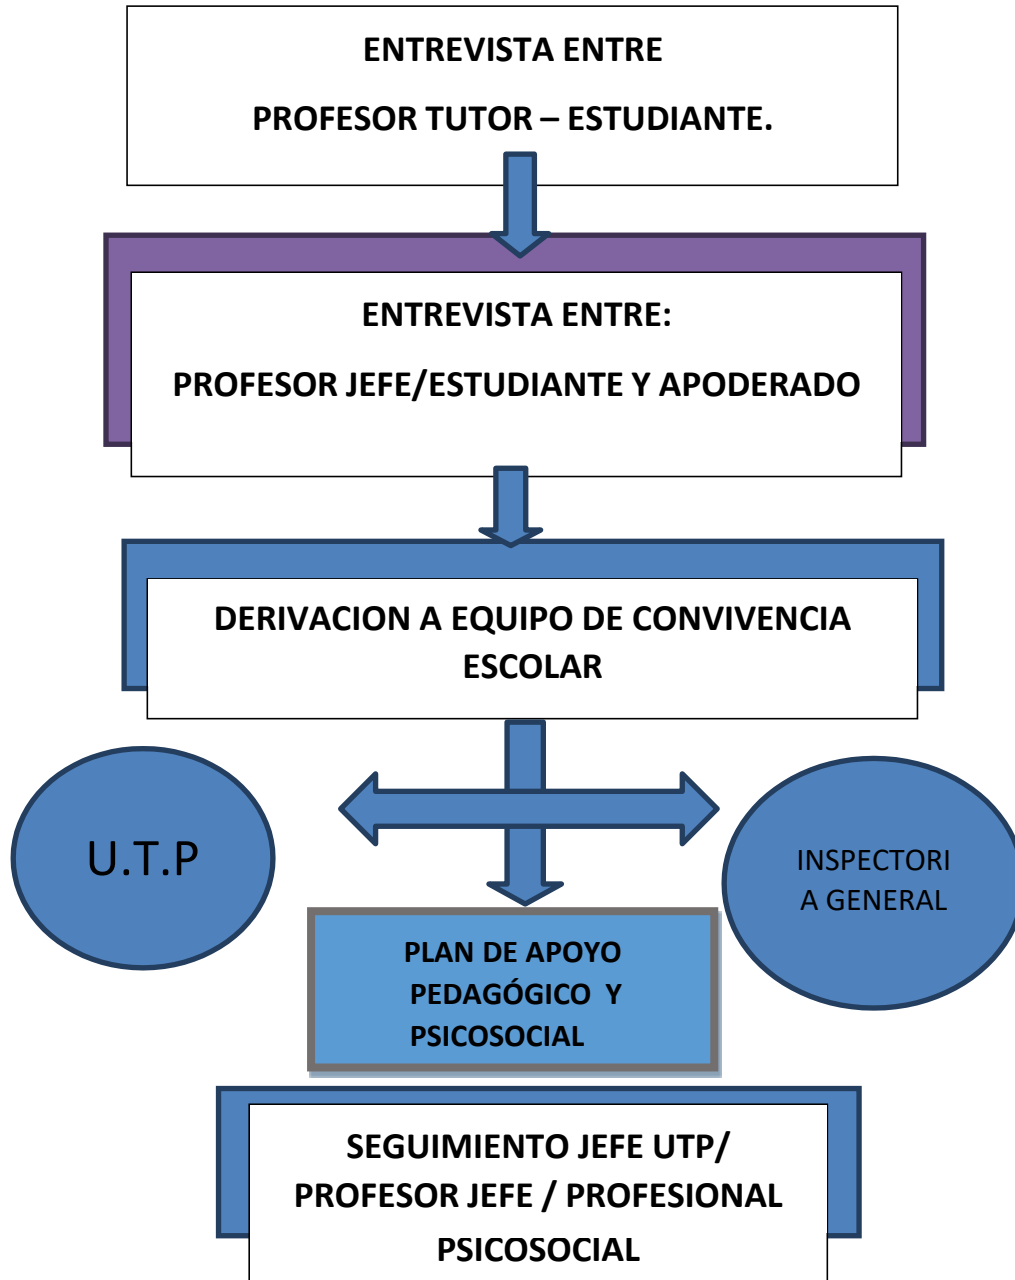 ENTREVISTA ENTRE
PROFESOR TUTOR – ESTUDIANTE.
ENTREVISTA ENTRE:
PROFESOR JEFE/ESTUDIANTE Y APODERADO
DERIVACION A EQUIPO DE CONVIVENCIA
ESCOLAR
U.T.P
INSPECTORI
A GENERAL
PLAN DE APOYO
PEDAGÓGICO Y
PSICOSOCIAL
SEGUIMIENTO JEFE UTP/
PROFESOR JEFE / PROFESIONAL
PSICOSOCIAL